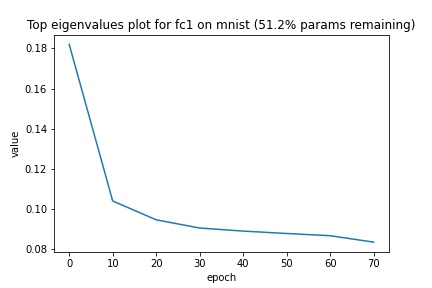 Top eigenvalues plot for fc1 on mnist (51.2% params remaining)
0.18
0.16
0.14
0.12
0.10
0.08
value
0 10 20 30 40 50 60 70
epoch